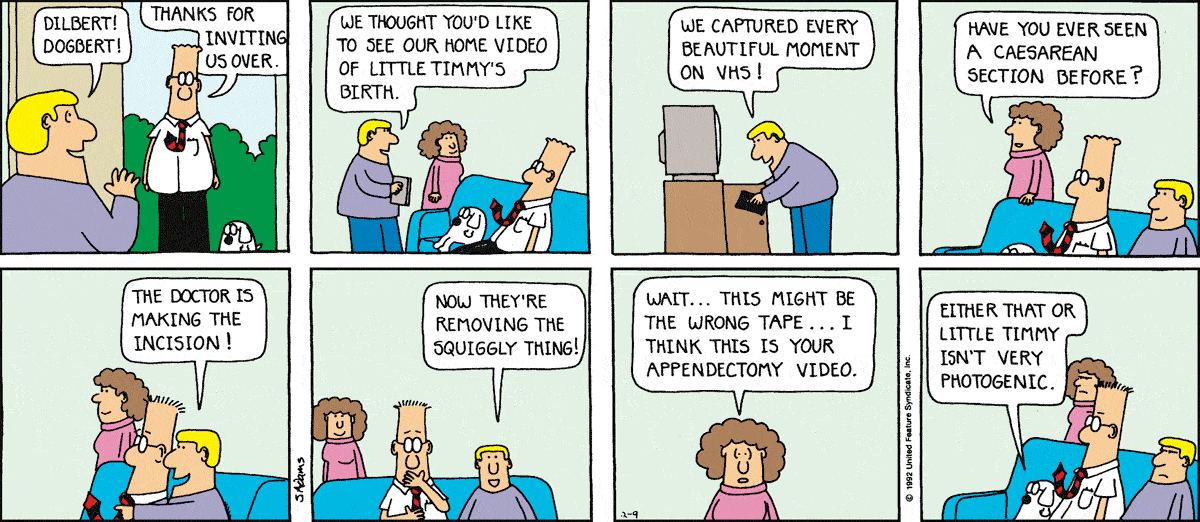 DILBERT!
DOGBERT!
THANKS FOR
INVITING
US OVER.
WE THOUGHT YOU'D LIKE
TO SEE OUR HOME VIDEO
OF LITTLE TIMMY'S
BIRTH.
WE CAPTURED EVERY
BEAUTIFUL MOMENT
ON VHS!
HAVE YOU EVER SEEN
A CAESAREAN
SECTION BEFORE?
THE DOCTOR IS
MAKING THE
INCISION!
S ADAMS
NOW THEY'RE
REMOVING THE
SQUIGGLY THING!
WAIT... THIS MIGHT BE
THE WRONG TAPE... I
THINK THIS IS YOUR
APPENDECTOMY VIDEO.
2-9
© 1992 United Feature Syndicate, Inc.
EITHER THAT OR
LITTLE TIMMY
ISN'T VERY
PHOTOGENIC.